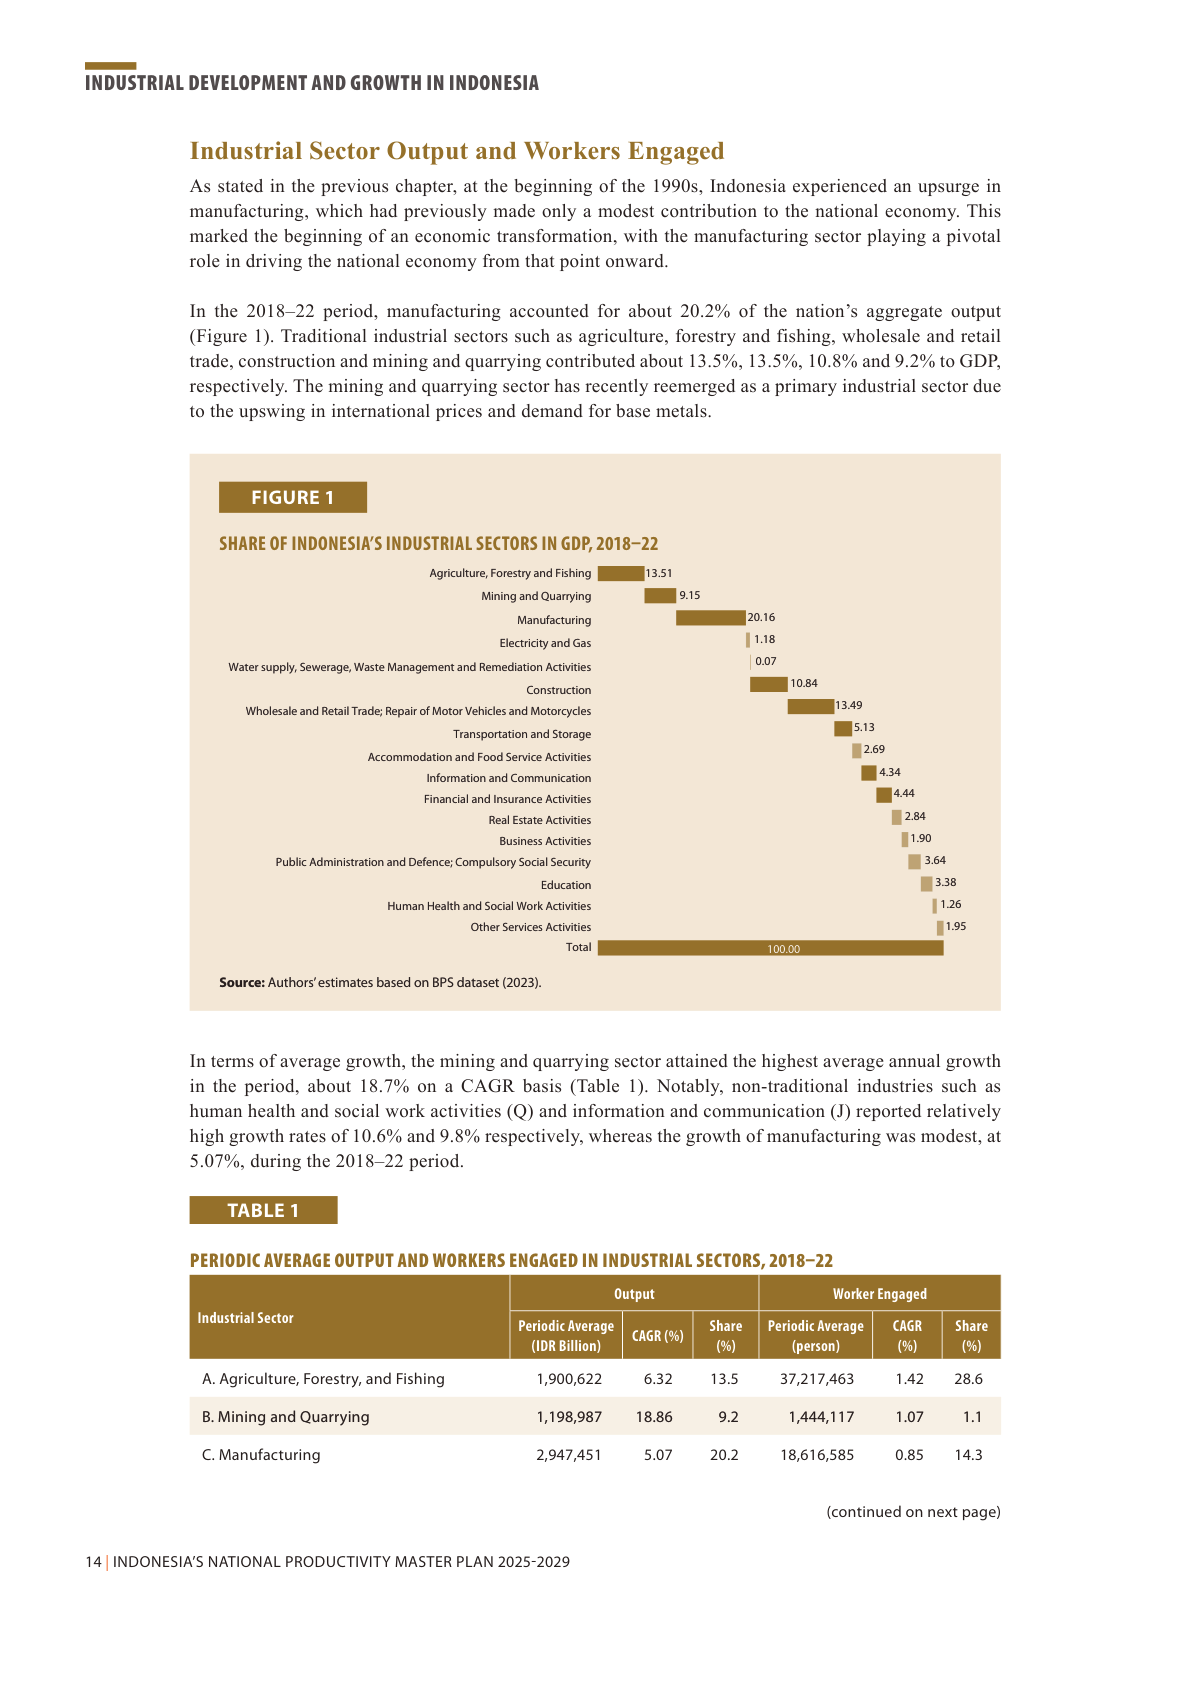 INDUSTRIAL DEVELOPMENT AND GROWTH IN INDONESIA
Industrial Sector Output and Workers Engaged
As stated in the previous chapter, at the beginning of the 1990s, Indonesia experienced an upsurge in
manufacturing, which had previously made only a modest contribution to the national economy. This
marked the beginning of an economic transformation, with the manufacturing sector playing a pivotal
role in driving the national economy from that point onward.
In the 2018–22 period, manufacturing accounted for about 20.2% of the nation’s aggregate output
(Figure 1). Traditional industrial sectors such as agriculture, forestry and fishing, wholesale and retail
trade, construction and mining and quarrying contributed about 13.5%, 13.5%, 10.8% and 9.2% to GDP,
respectively. The mining and quarrying sector has recently reemerged as a primary industrial sector due
to the upswing in international prices and demand for base metals.
FIGURE 1
SHARE OF INDONESIA’S INDUSTRIAL SECTORS IN GDP, 2018–22
Agriculture, Forestry and Fishing 13.51
Mining and Quarrying 9.15
Manufacturing 20.16
Electricity and Gas 1.18
Water supply, Sewerage, Waste Management and Remediation Activities 0.07
Construction 10.84
Wholesale and Retail Trade; Repair of Motor Vehicles and Motorcycles 13.49
Transportation and Storage 5.13
Accommodation and Food Service Activities 2.69
Information and Communication 4.34
Financial and Insurance Activities 4.44
Real Estate Activities 2.84
Business Activities 1.90
Public Administration and Defence; Compulsory Social Security 3.64
Education 3.38
Human Health and Social Work Activities 1.26
Other Services Activities 1.95
Total 100.00
Source: Authors’ estimates based on BPS dataset (2023).
In terms of average growth, the mining and quarrying sector attained the highest average annual growth
in the period, about 18.7% on a CAGR basis (Table 1). Notably, non-traditional industries such as
human health and social work activities (Q) and information and communication (J) reported relatively
high growth rates of 10.6% and 9.8% respectively, whereas the growth of manufacturing was modest, at
5.07%, during the 2018–22 period.
TABLE 1
PERIODIC AVERAGE OUTPUT AND WORKERS ENGAGED IN INDUSTRIAL SECTORS, 2018–22
Industrial Sector
Output Worker Engaged
Periodic Average (IDR Billion) CAGR (%) Share (%) Periodic Average (person) CAGR (%) Share (%)
A. Agriculture, Forestry, and Fishing 1,900,622 6.32 13.5 37,217,463 1.42 28.6
B. Mining and Quarrying 1,198,987 18.86 9.2 1,444,117 1.07 1.1
C. Manufacturing 2,947,451 5.07 20.2 18,616,585 0.85 14.3
(continued on next page)
14 | INDONESIA’S NATIONAL PRODUCTIVITY MASTER PLAN 2025-2029